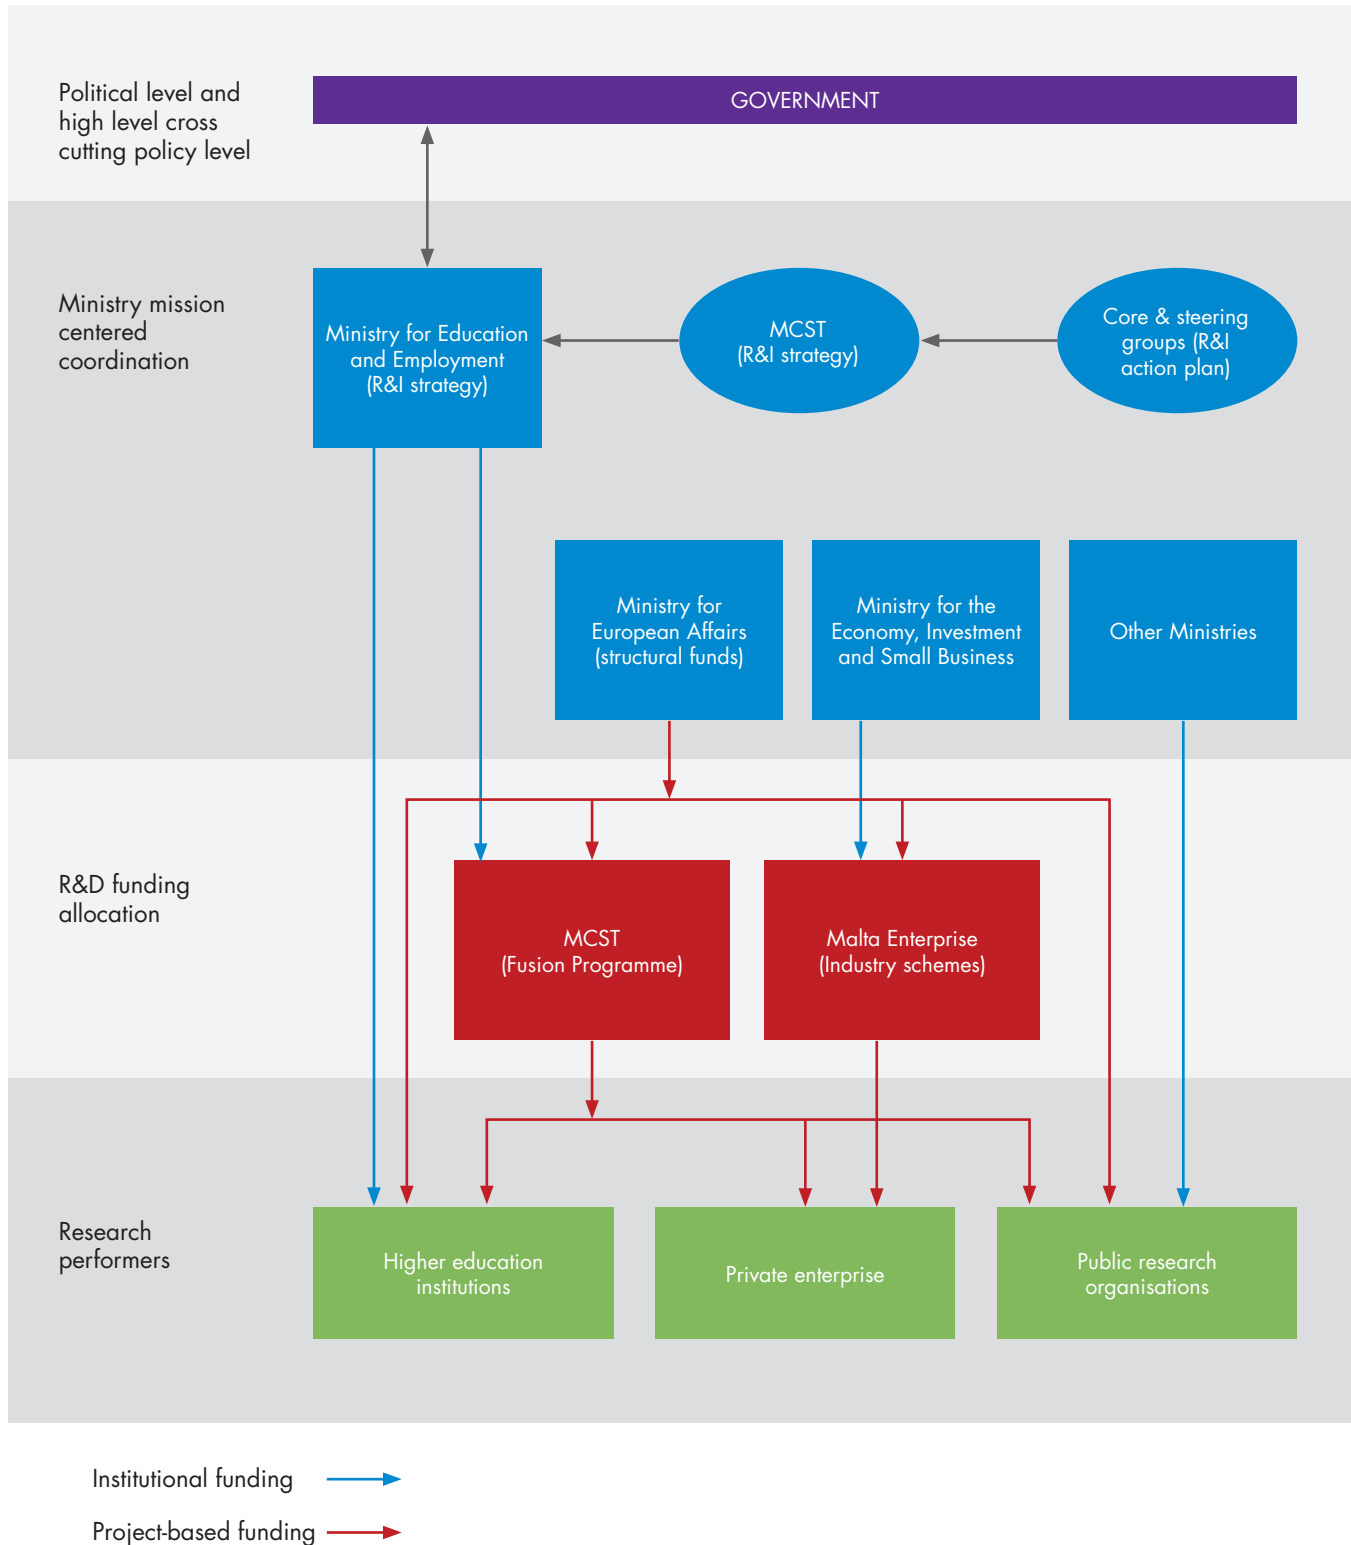 Political level and
high level cross
cutting policy level
GOVERNMENT
Ministry mission
centered
coordination
Ministry for Education
and Employment
(R&I strategy)
MCST
(R&I strategy)
Core & steering
groups (R&I
action plan)
Ministry for
European Affairs
(structural funds)
Ministry for the
Economy, Investment
and Small Business
Other Ministries
R&D funding
allocation
MCST
(Fusion Programme)
Malta Enterprise
(Industry schemes)
Research
performers
Higher education
institutions
Private enterprise
Public research
organisations
Institutional funding
Project-based funding